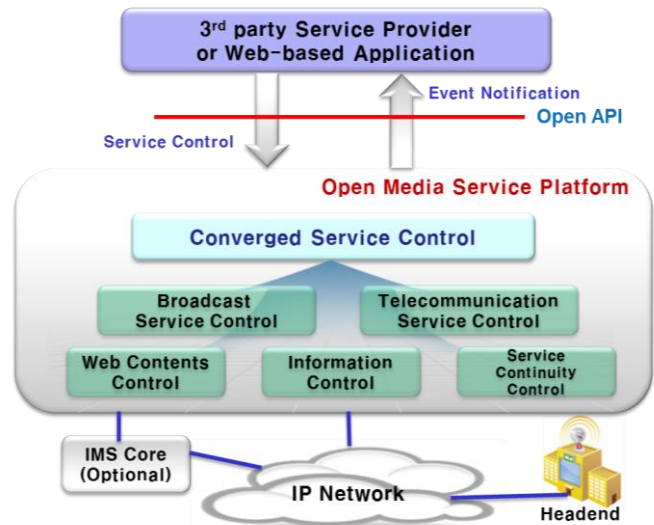 3rd party Service Provider
or Web-based Application
Event Notification
Open API
Service Control
Open Media Service Platform
Converged Service Control
Broadcast
Service Control
Telecommunication
Service Control
Web Contents
Control
Information
Control
Service
Continuity
Control
IMS Core
(Optional)
IP Network
Headend